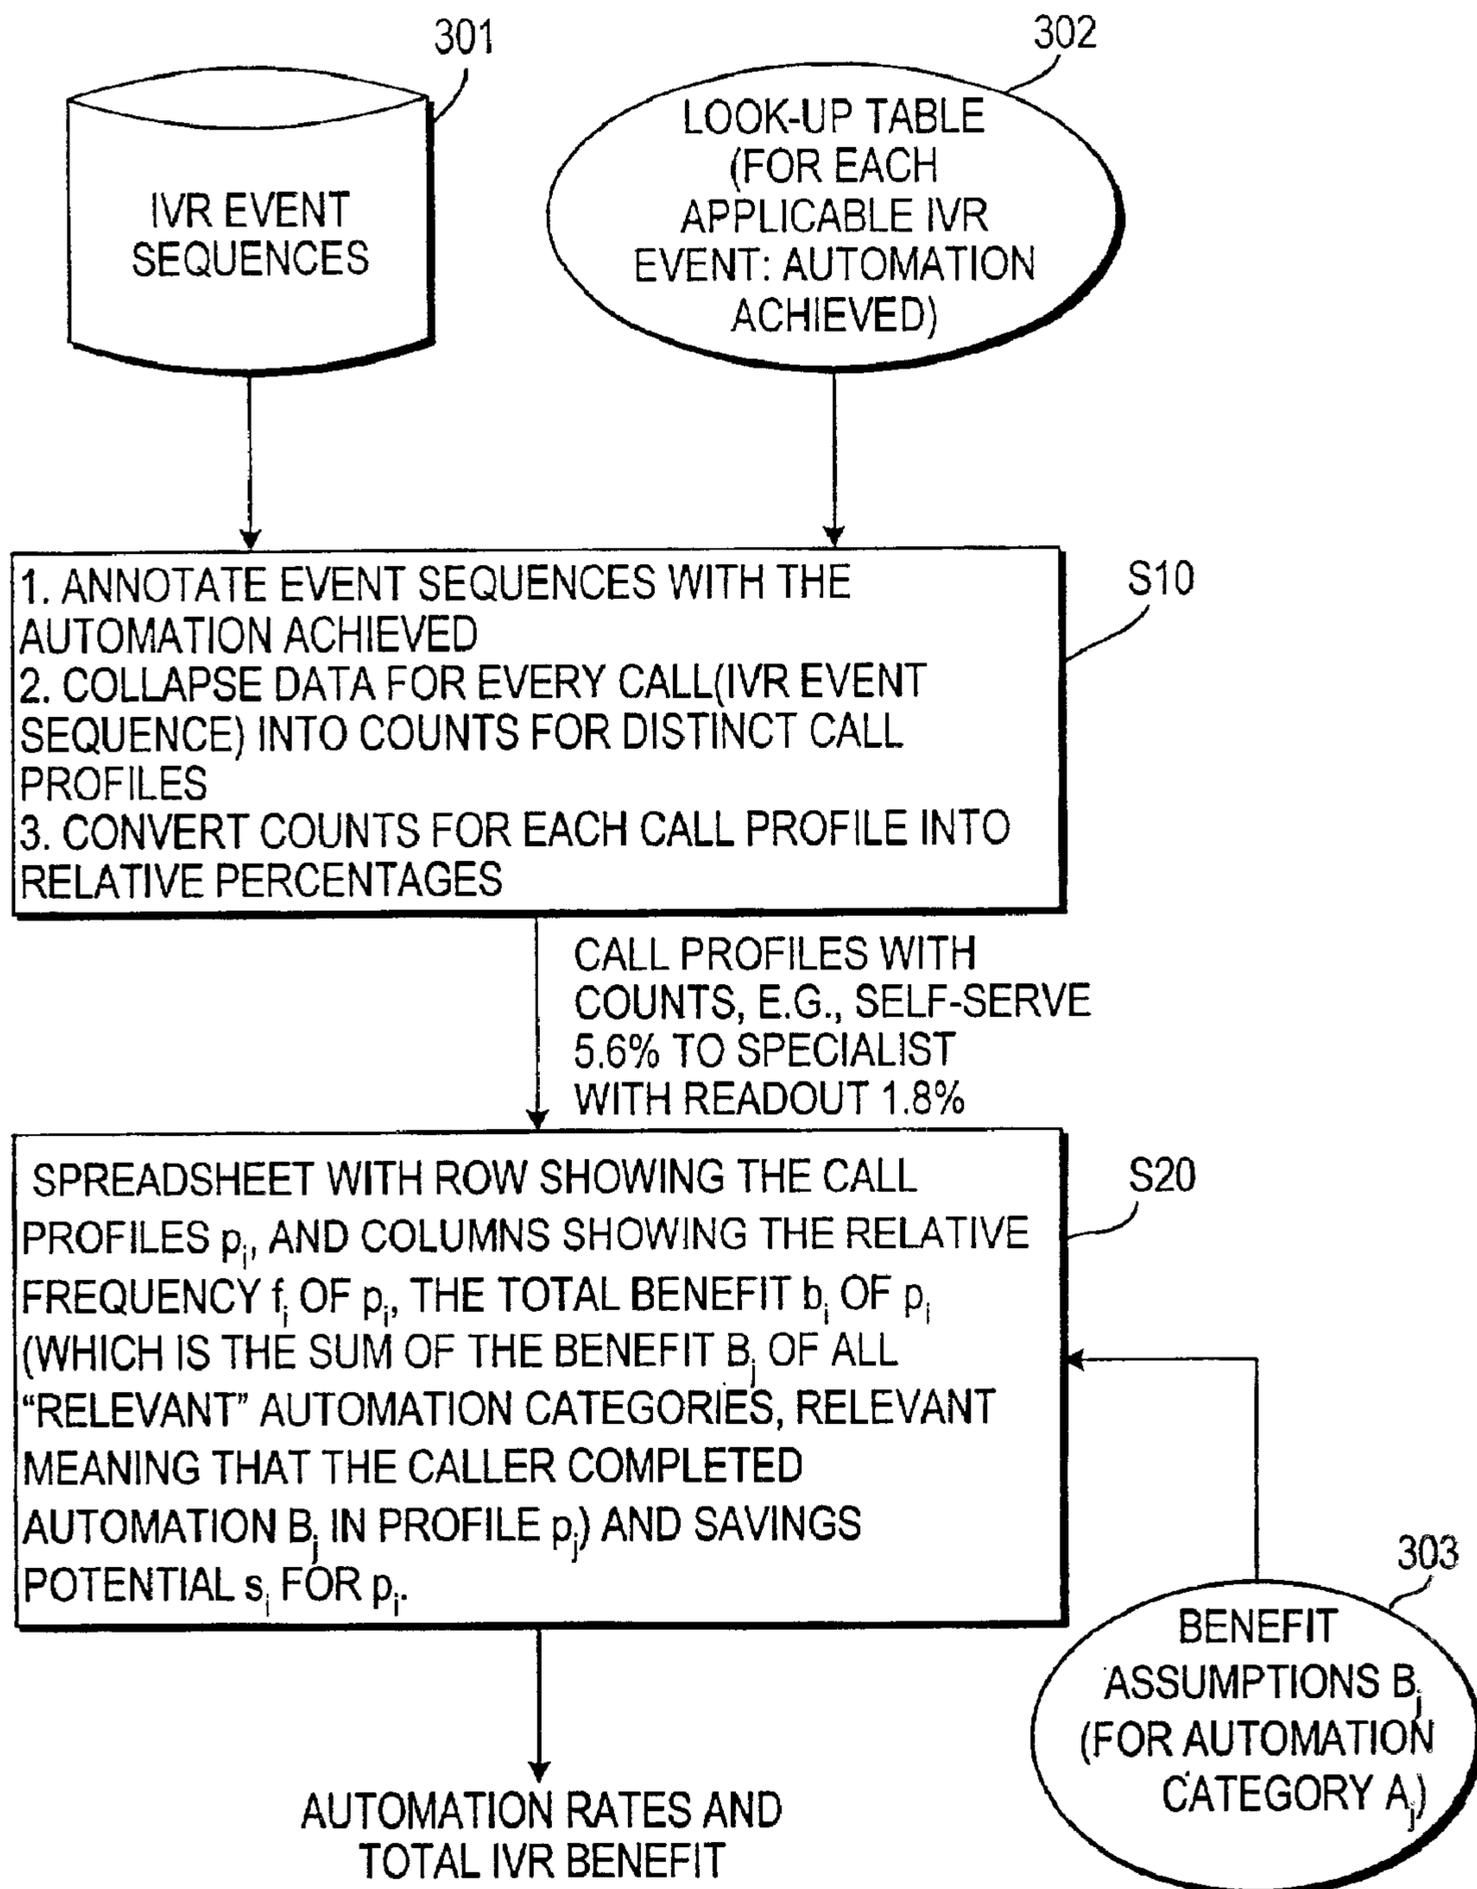 301
302
IVR EVENT
SEQUENCES
LOOK-UP TABLE
(FOR EACH
APPLICABLE IVR
EVENT: AUTOMATION
ACHIEVED)
S10
1. ANNOTATE EVENT SEQUENCES WITH THE
AUTOMATION ACHIEVED
2. COLLAPSE DATA FOR EVERY CALL(IVR EVENT
SEQUENCE) INTO COUNTS FOR DISTINCT CALL
PROFILES
3. CONVERT COUNTS FOR EACH CALL PROFILE INTO
RELATIVE PERCENTAGES
CALL PROFILES WITH
COUNTS, E.G., SELF-SERVE
5.6% TO SPECIALIST
WITH READOUT 1.8%
S20
SPREADSHEET WITH ROW SHOWING THE CALL
PROFILES pᵢ, AND COLUMNS SHOWING THE RELATIVE
FREQUENCY fᵢ OF pᵢ, THE TOTAL BENEFIT bᵢ OF pᵢ
(WHICH IS THE SUM OF THE BENEFIT Bⱼ OF ALL
“RELEVANT” AUTOMATION CATEGORIES, RELEVANT
MEANING THAT THE CALLER COMPLETED
AUTOMATION Bⱼ IN PROFILE pⱼ) AND SAVINGS
POTENTIAL sᵢ FOR pᵢ.
303
BENEFIT
ASSUMPTIONS Bⱼ
(FOR AUTOMATION
CATEGORY Aⱼ)
AUTOMATION RATES AND
TOTAL IVR BENEFIT